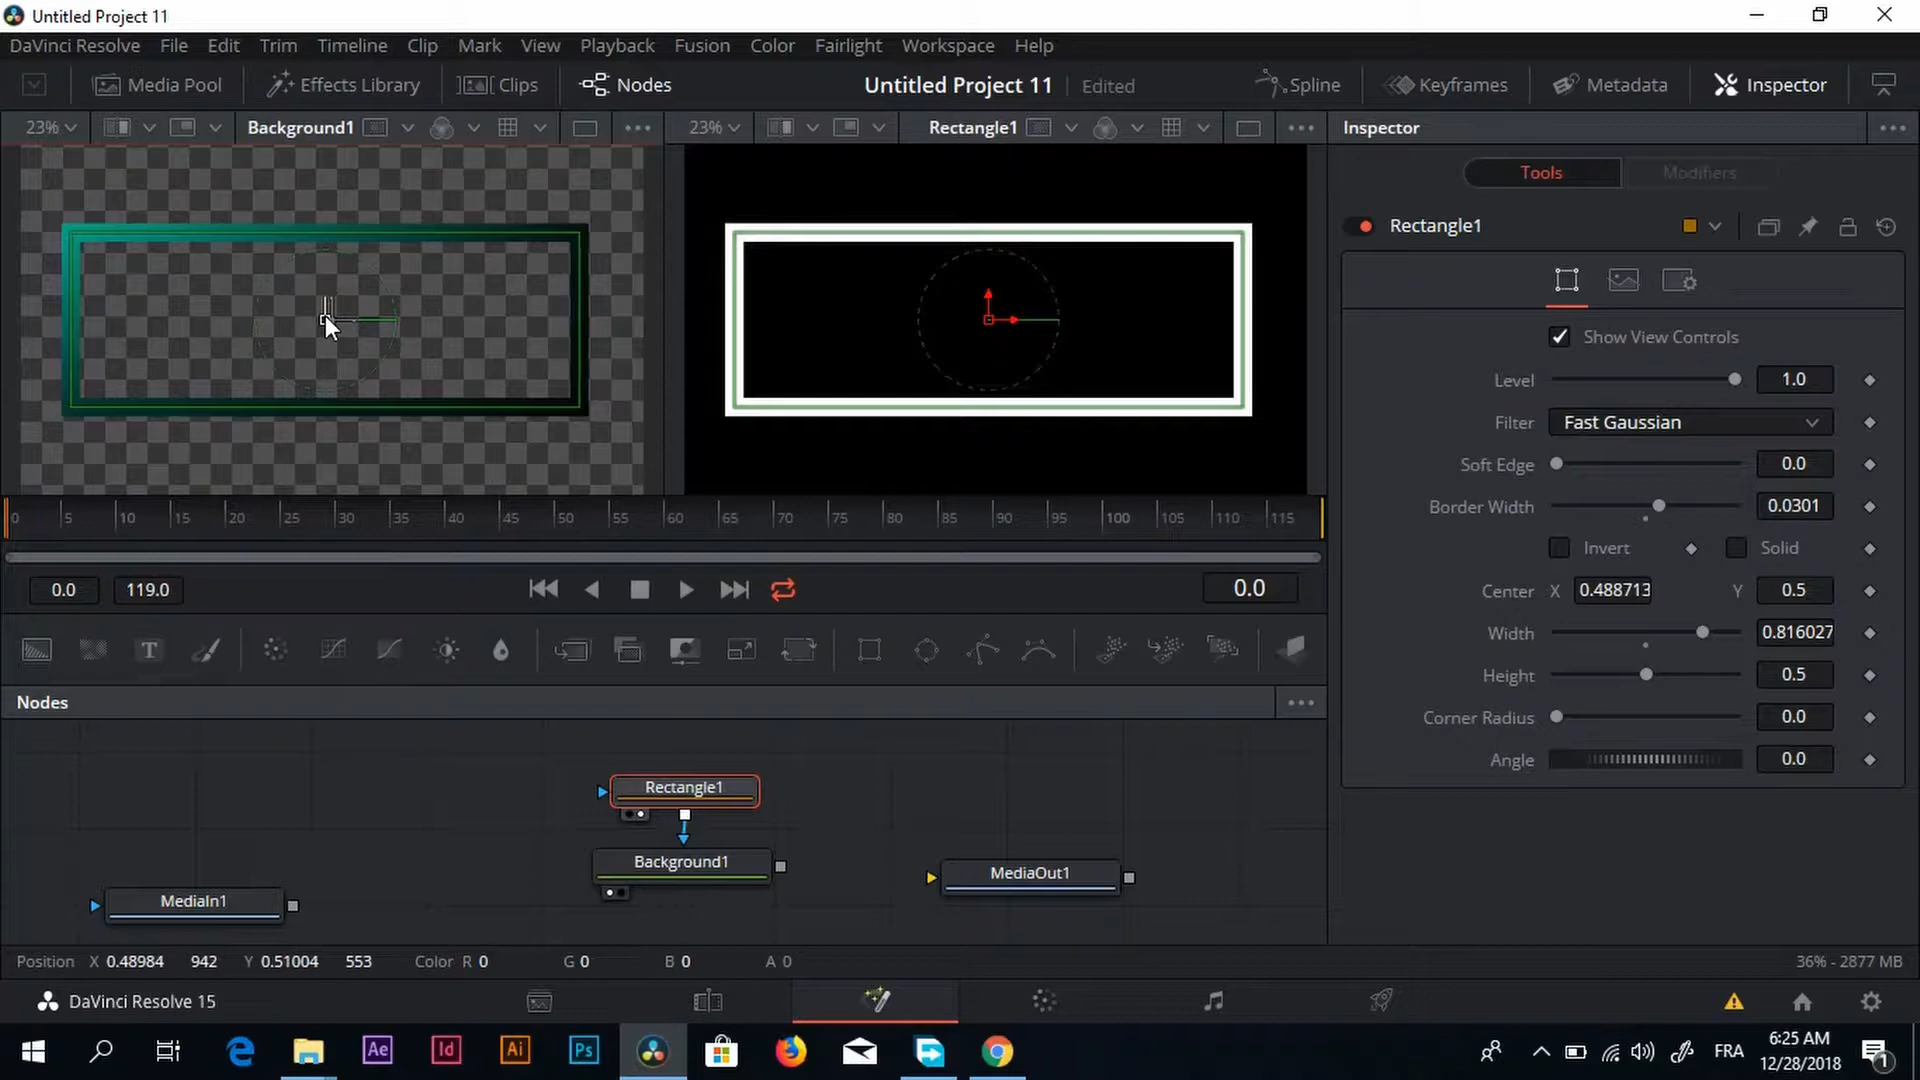 Untitled Project 11
DaVinci Resolve File Edit Trim Timeline Clip Mark View Playback Fusion Color Fairlight Workspace Help
Media Pool Effects Library Clips Nodes Untitled Project 11 Edited Spline Keyframes Metadata Inspector
23% Background1 23% Rectangle1 Inspector
Tools Modifiers
Rectangle1
Show View Controls
Level 1.0
Filter Fast Gaussian
Soft Edge 0.0
Border Width 0.0301
Invert Solid
Center X 0.488713 Y 0.5
Width 0.816027
Height 0.5
Corner Radius 0.0
Angle 0.0
0 5 10 15 20 25 30 35 40 45 50 55 60 65 70 75 80 85 90 95 100 105 110 115
0.0 119.0 0.0
T
Nodes
Rectangle1
Background1
MediaOut1
MediaIn1
Position X 0.48984 942 Y 0.51004 553 Color R 0 G 0 B 0 A 0 36% - 2877 MB
DaVinci Resolve 15
Ae Id Ai Ps FRA 6:25 AM
12/28/2018 1